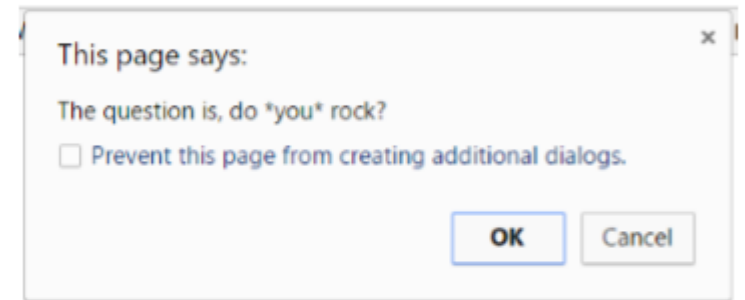 This page says:
The question is, do *you* rock?
Prevent this page from creating additional dialogs.
OK Cancel